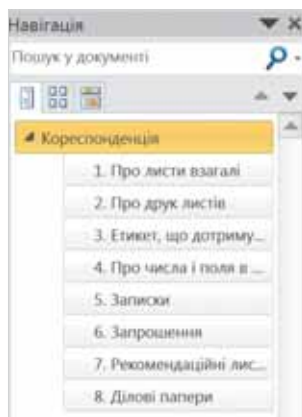 Навігація
Пошук у документі
Кореспонденція
1. Про листи взагалі
2. Про друк листів
3. Етикет, що дотриму...
4. Про числа і поля в ...
5. Записки
6. Запрошення
7. Рекомендаційні лис...
8. Ділові папери